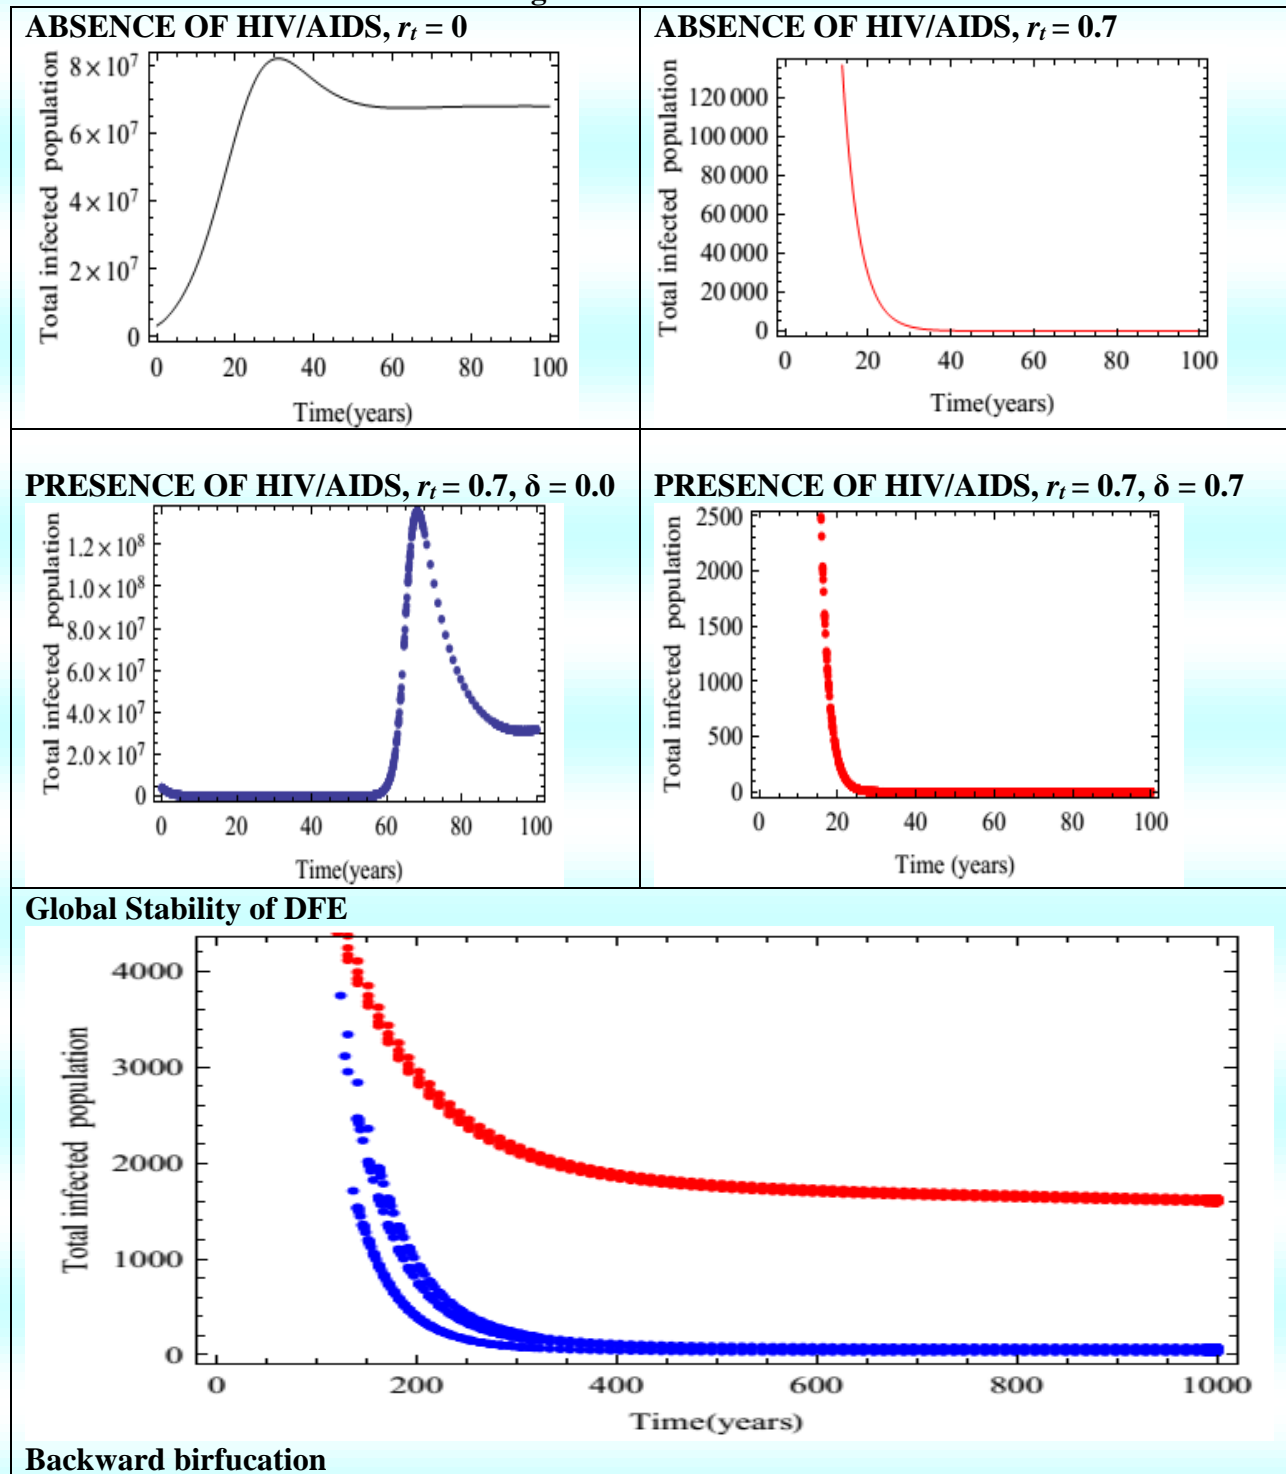 ABSENCE OF HIV/AIDS, rₜ = 0
Total infected population
8×10⁷
6×10⁷
4×10⁷
2×10⁷
0
0 20 40 60 80 100
Time(years)
ABSENCE OF HIV/AIDS, rₜ = 0.7
Total infected population
120 000
100 000
80 000
60 000
40 000
20 000
0
0 20 40 60 80 100
Time(years)
PRESENCE OF HIV/AIDS, rₜ = 0.7, δ = 0.0
Total infected population
1.2×10⁸
1.0×10⁸
8.0×10⁷
6.0×10⁷
4.0×10⁷
2.0×10⁷
0
0 20 40 60 80 100
Time(years)
PRESENCE OF HIV/AIDS, rₜ = 0.7, δ = 0.7
Total infected population
2500
2000
1500
1000
500
0
0 20 40 60 80 100
Time (years)
Global Stability of DFE
Total infected population
4000
3000
2000
1000
0
0 200 400 600 800 1000
Time(years)
Backward birfucation